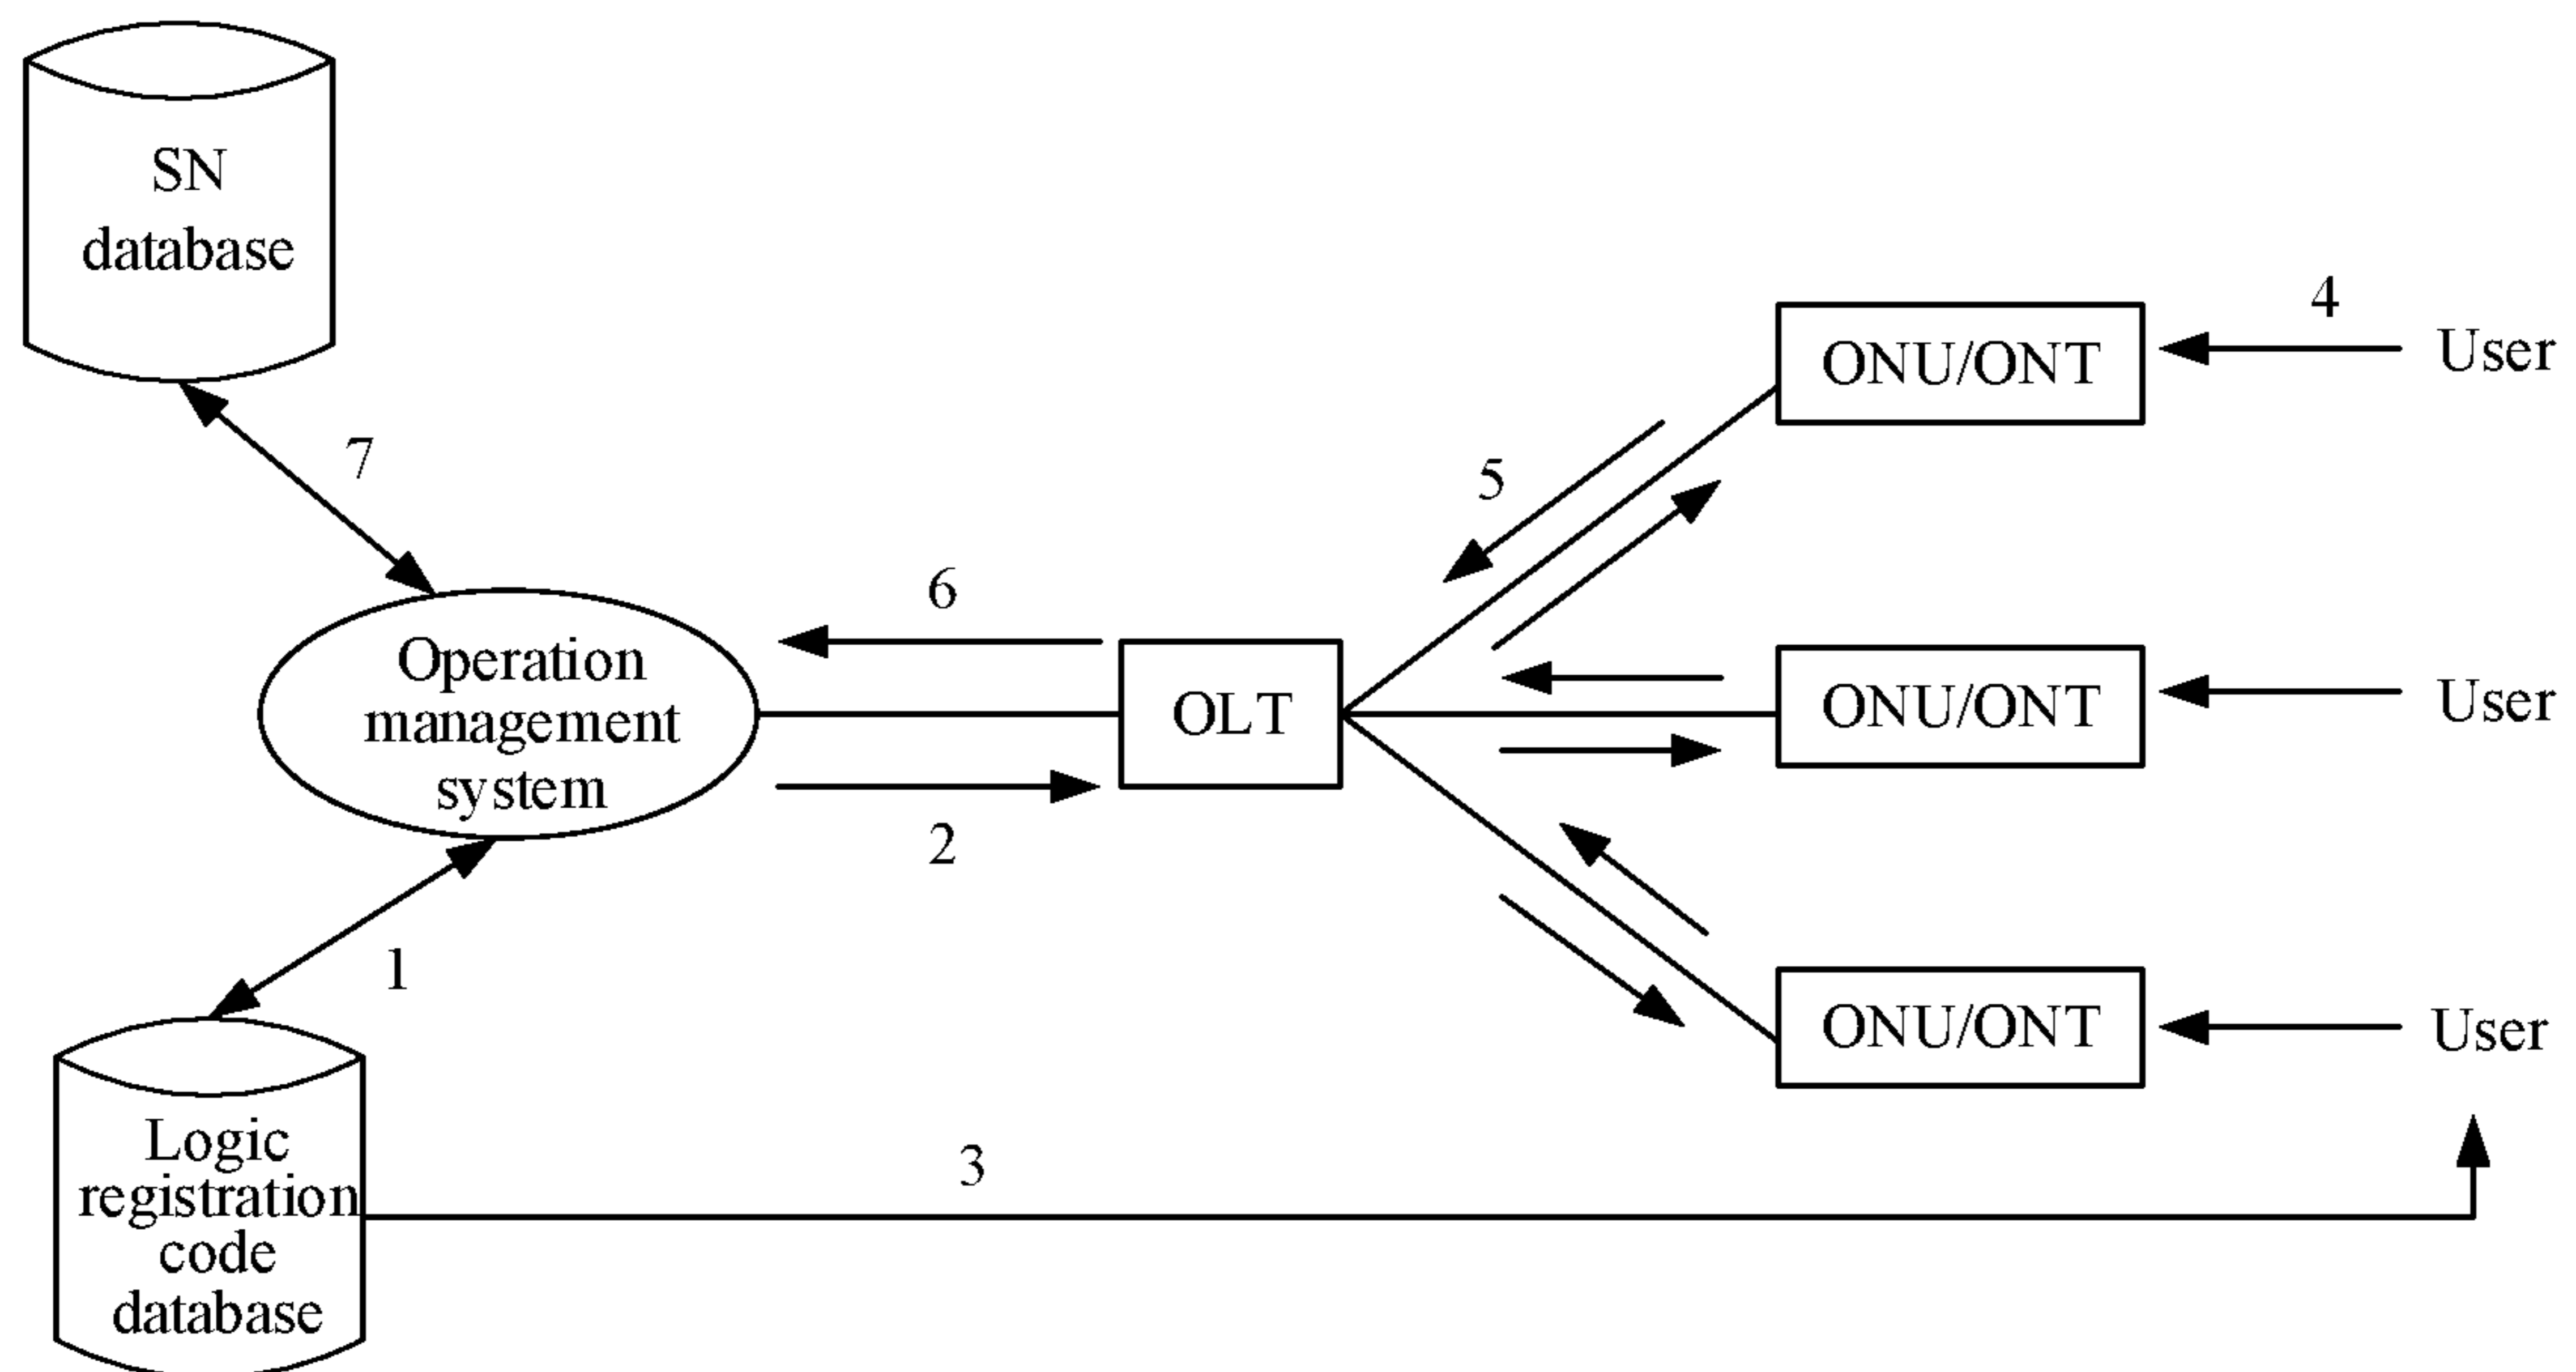 SN
database
7
Operation
management
system
1
Logic
registration
code
database
6
2
OLT
3
5
ONU/ONT
4
User
ONU/ONT
User
ONU/ONT
User